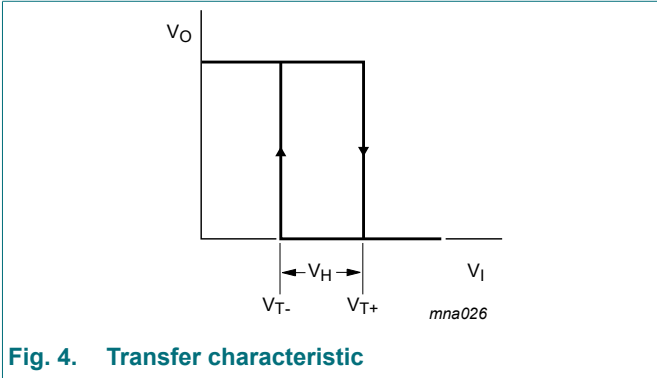 VO
VH
VI
VT-
VT+
mna026
Fig. 4. Transfer characteristic